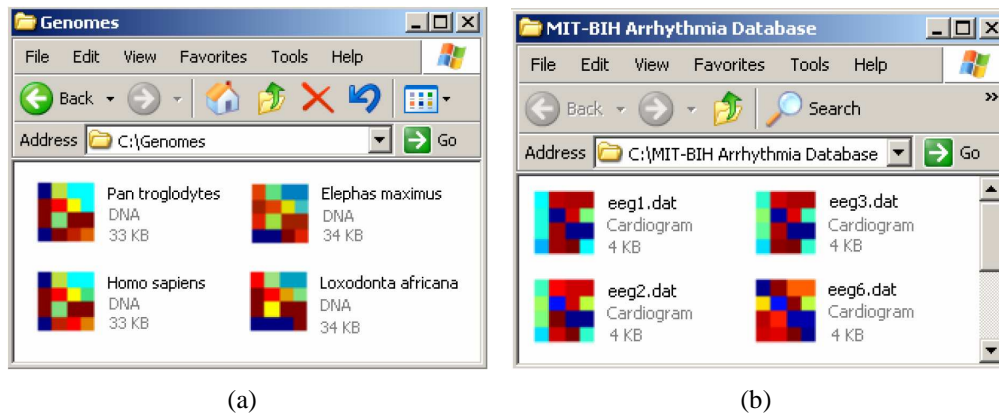 Genomes
File Edit View Favorites Tools Help
Back
Address C:\Genomes Go
Pan troglodytes
DNA
33 KB
Elephas maximus
DNA
34 KB
Homo sapiens
DNA
33 KB
Loxodonta africana
DNA
34 KB
(a)
MIT-BIH Arrhythmia Database
File Edit View Favorites Tools Help
Back Search »
Address C:\MIT-BIH Arrhythmia Database Go
eeg1.dat
Cardiogram
4 KB
eeg3.dat
Cardiogram
4 KB
eeg2.dat
Cardiogram
4 KB
eeg6.dat
Cardiogram
4 KB
(b)